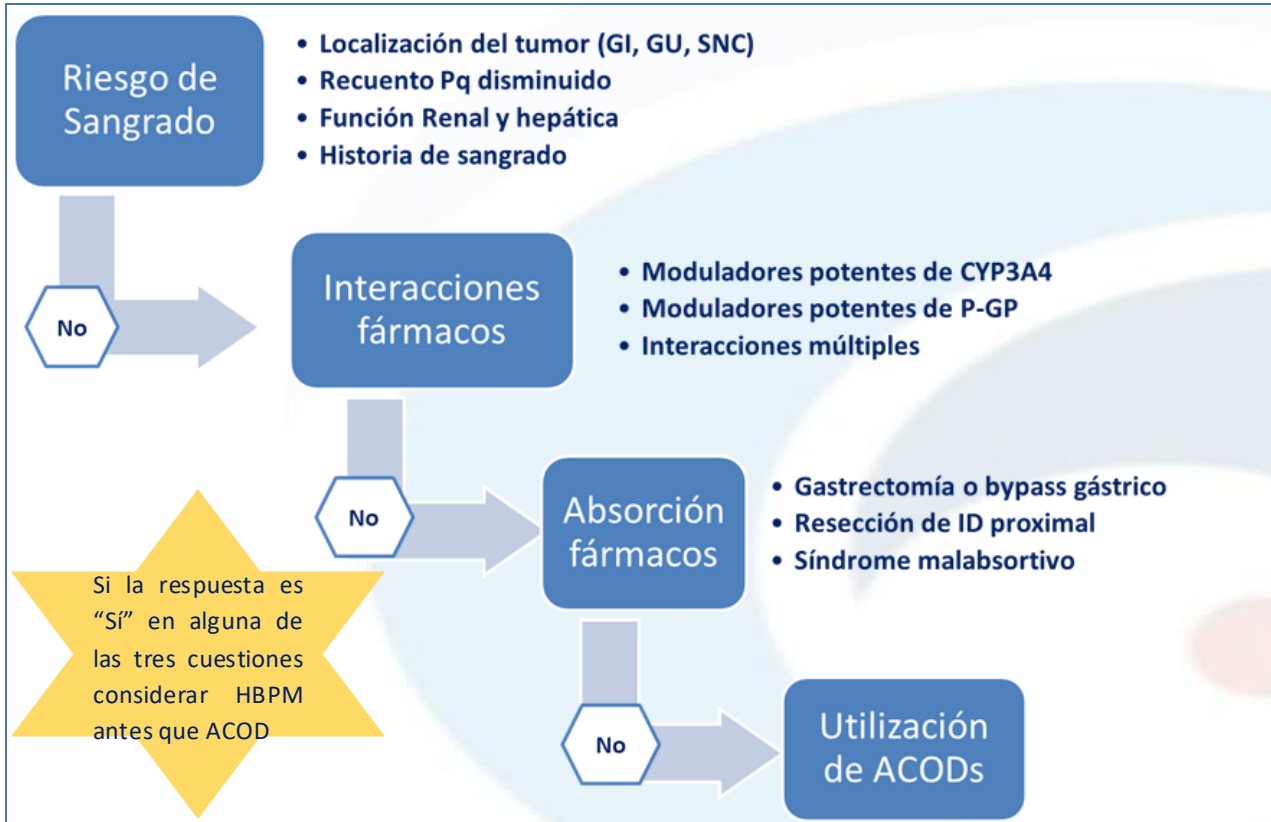 Riesgo de
Sangrado
• Localización del tumor (GI, GU, SNC)
• Recuento Pq disminuido
• Función Renal y hepática
• Historia de sangrado
No
Interacciones
fármacos
• Moduladores potentes de CYP3A4
• Moduladores potentes de P-GP
• Interacciones múltiples
No
Absorción
fármacos
• Gastrectomía o bypass gástrico
• Resección de ID proximal
• Síndrome malabsortivo
Si la respuesta es
“Sí” en alguna de
las tres cuestiones
considerar HBPM
antes que ACOD
No
Utilización
de ACODs